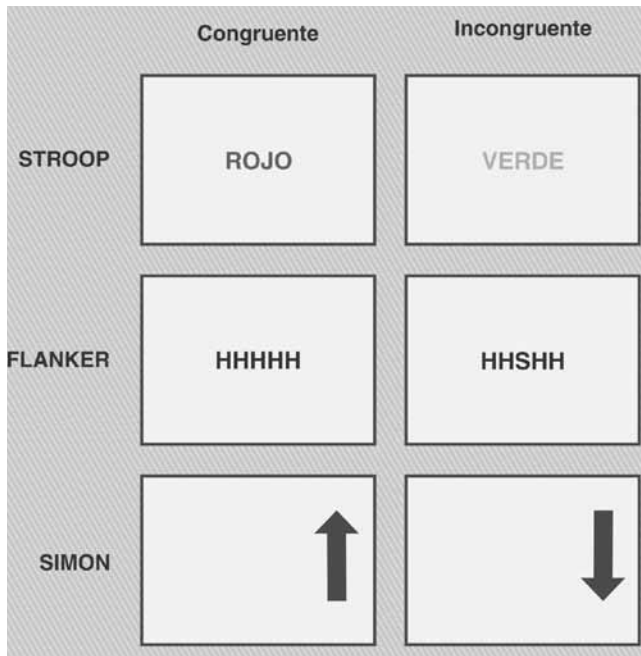 Congruente Incongruente
STROOP ROJO VERDE
FLANKER HHHHH HHSHH
SIMON